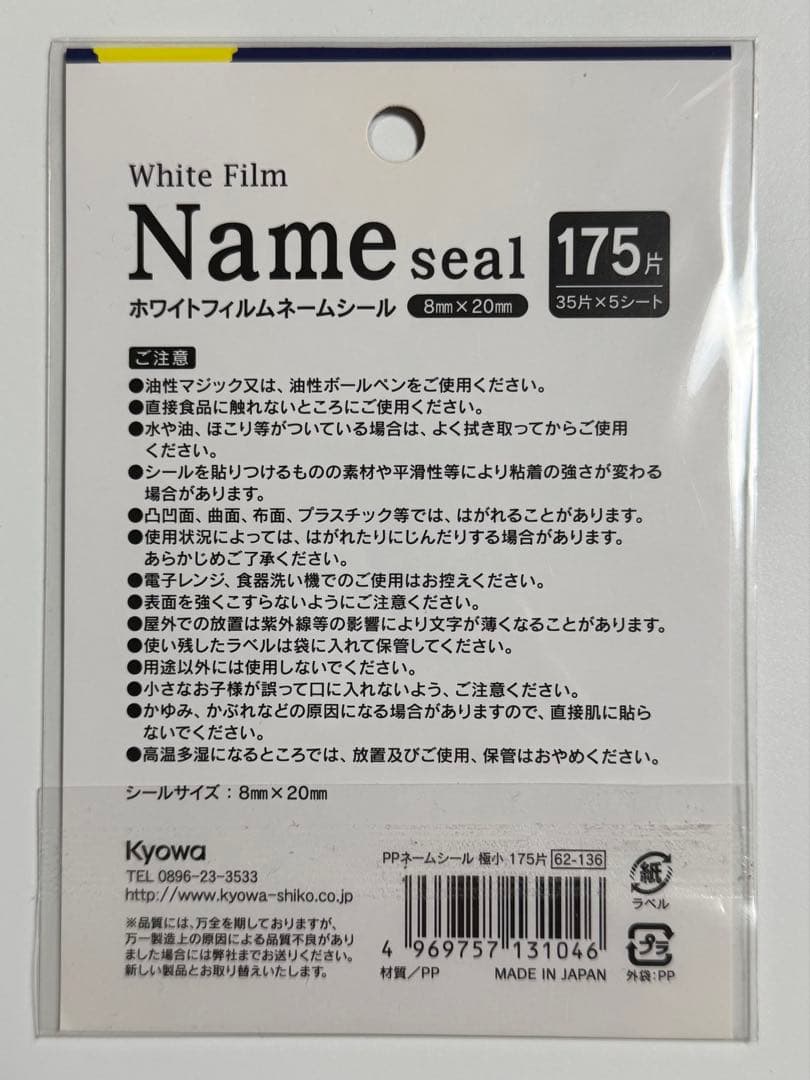 White Film
Name seal
175片
35片×5シート
ホワイトフィルムネームシール 8mm×20mm
ご注意
●油性マジック又は、油性ボールペンをご使用ください。
●直接食品に触れないところにご使用ください。
●水や油、ほこり等がついている場合は、よく拭き取ってからご使用
ください。
●シールを貼りつけるものの素材や平滑性等により粘着の強さが変わる
場合があります。
●凸凹面、曲面、布面、プラスチック等では、はがれることがあります。
●使用状況によっては、はがれたりにじんだりする場合があります。
あらかじめご了承ください。
●電子レンジ、食器洗い機でのご使用はお控えください。
●表面を強くこすらないようにご注意ください。
●屋外での放置は紫外線等の影響により文字が薄くなることがあります。
●使い残したラベルは袋に入れて保管してください。
●用途以外には使用しないでください。
●小さなお子様が誤って口に入れないよう、ご注意ください。
●かゆみ、かぶれなどの原因になる場合がありますので、直接肌に貼ら
ないでください。
●高温多湿になるところでは、放置及びご使用、保管はおやめください。
シールサイズ：8mm×20mm
Kyowa
TEL 0896-23-3533
http://www.kyowa-shiko.co.jp
※品質には、万全を期しておりますが、
万一製造上の原因による品質不良があり
ました場合には弊社までお送りください。
新しい製品とお取り替えいたします。
PPネームシール 極小 175片 62-136
4 969757 131046
材質／PP MADE IN JAPAN
紙
ラベル
プラ
外袋:PP